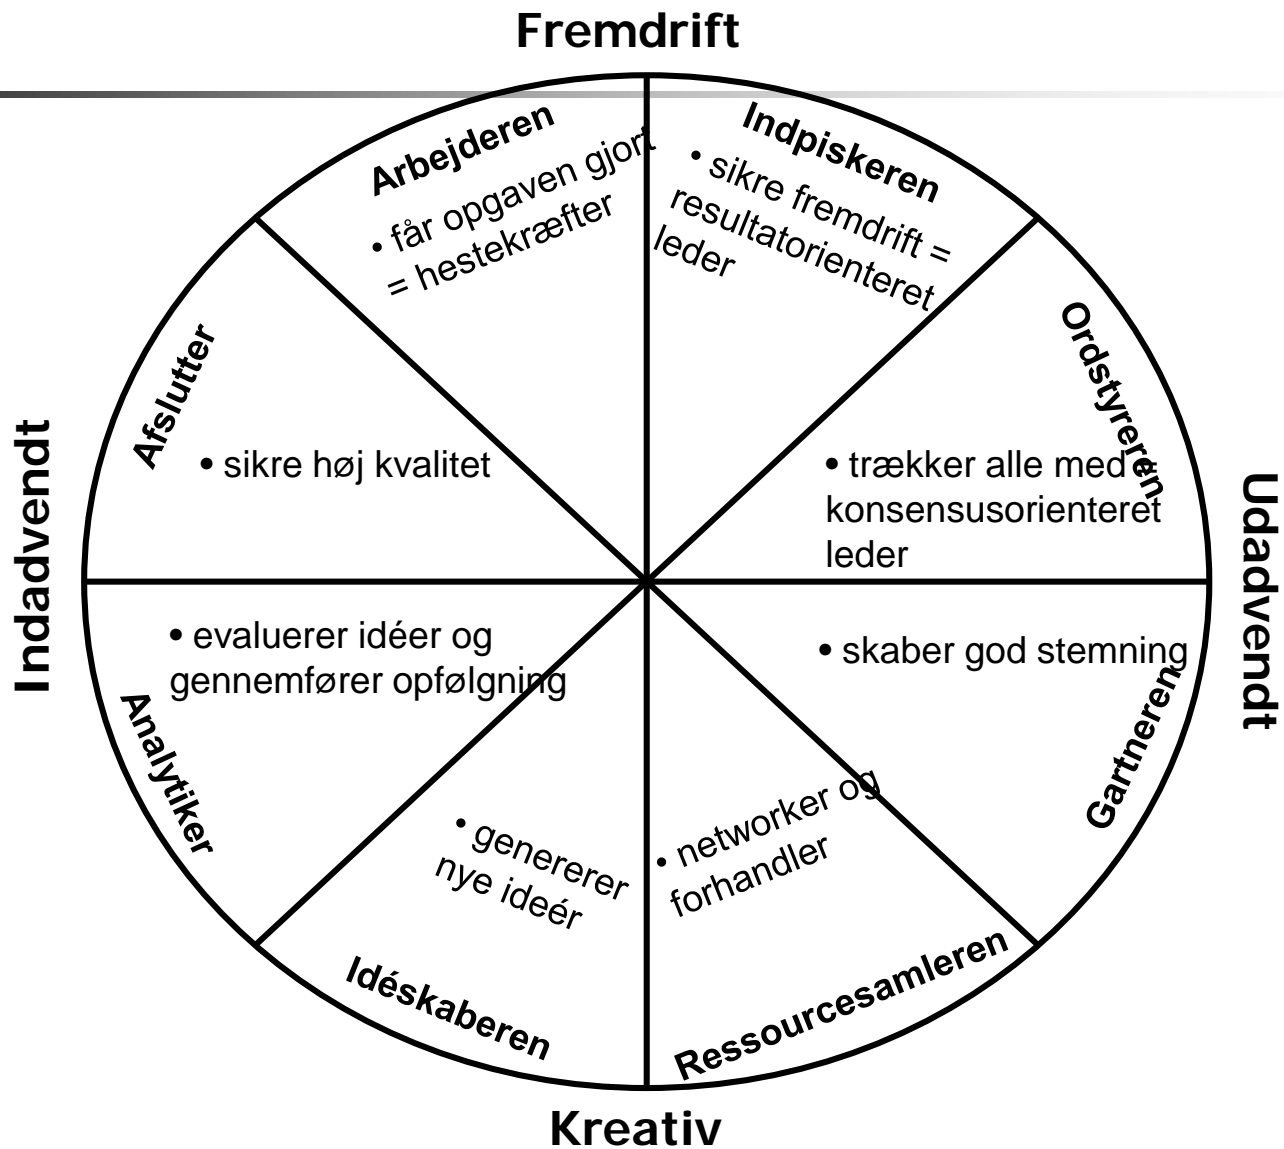 Fremdrift
Arbejderen
• får opgaven gjort
= hestekræfter
Indpiskeren
• sikre fremdrift =
resultatorienteret
leder
Afslutter
• sikre høj kvalitet
Ordstyreren
• trækker alle med =
konsensusorienteret
leder
Indadvendt
Udadvendt
• evaluerer idéer og
gennemfører opfølgning
Analytiker
• skaber god stemning
Gartneren
• genererer
nye ideér
Idéskaberen
• networker og
forhandler
Ressourcesamleren
Kreativ